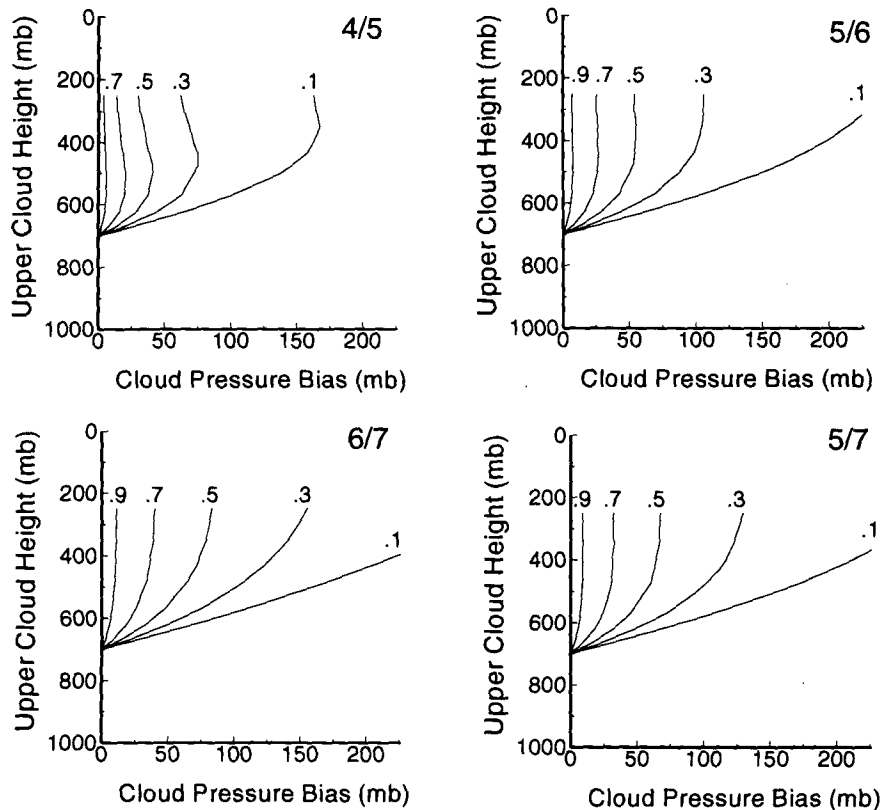 4/5
Upper Cloud Height (mb)
0
200
400
600
800
1000
.7 .5 .3 .1
0 50 100 150 200
Cloud Pressure Bias (mb)
5/6
Upper Cloud Height (mb)
0
200
400
600
800
1000
.9 .7 .5 .3 .1
0 50 100 150 200
Cloud Pressure Bias (mb)
6/7
Upper Cloud Height (mb)
0
200
400
600
800
1000
.9 .7 .5 .3 .1
0 50 100 150 200
Cloud Pressure Bias (mb)
5/7
Upper Cloud Height (mb)
0
200
400
600
800
1000
.9 .7 .5 .3 .1
0 50 100 150 200
Cloud Pressure Bias (mb)